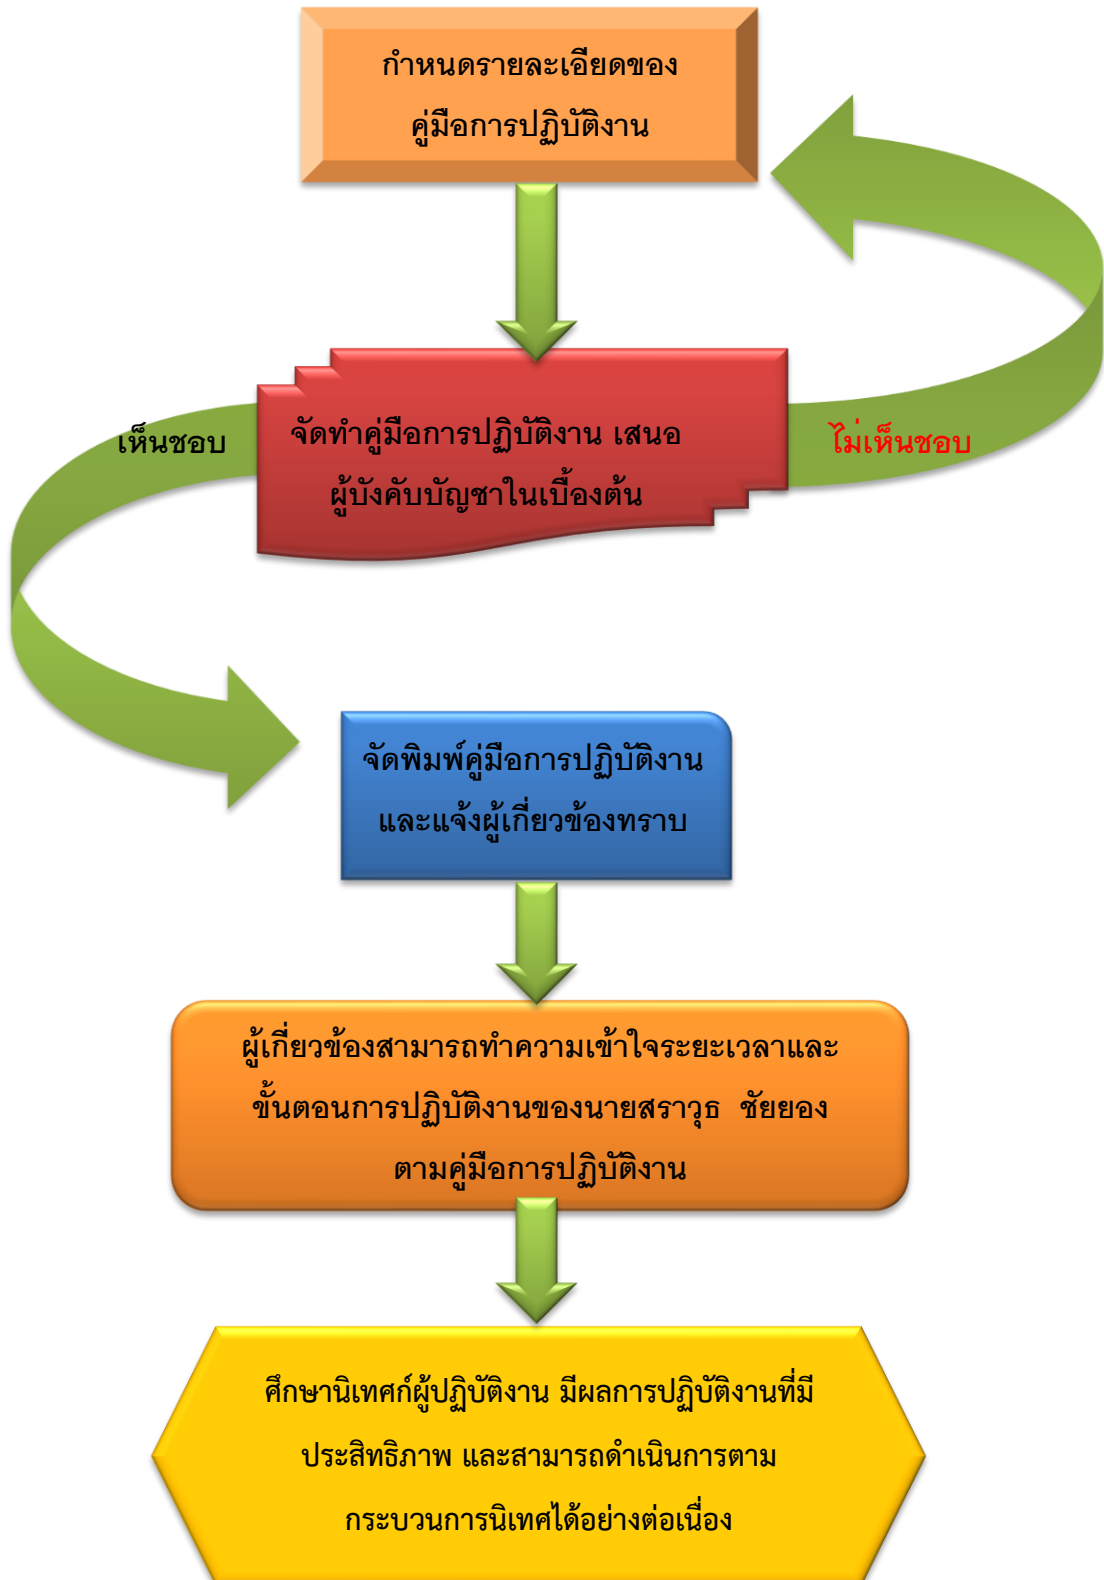 กำหนดรายละเอียดของ
คู่มือการปฏิบัติงาน
เห็นชอบ
จัดทำคู่มือการปฏิบัติงาน เสนอ
ผู้บังคับบัญชาในเบื้องต้น
ไม่เห็นชอบ
จัดพิมพ์คู่มือการปฏิบัติงาน
และแจ้งผู้เกี่ยวข้องทราบ
ผู้เกี่ยวข้องสามารถทำความเข้าใจระยะเวลาและ
ขั้นตอนการปฏิบัติงานของนายสราวุธ ชัยยอง
ตามคู่มือการปฏิบัติงาน
ศึกษานิเทศก์ผู้ปฏิบัติงาน มีผลการปฏิบัติงานที่มี
ประสิทธิภาพ และสามารถดำเนินการตาม
กระบวนการนิเทศได้อย่างต่อเนื่อง